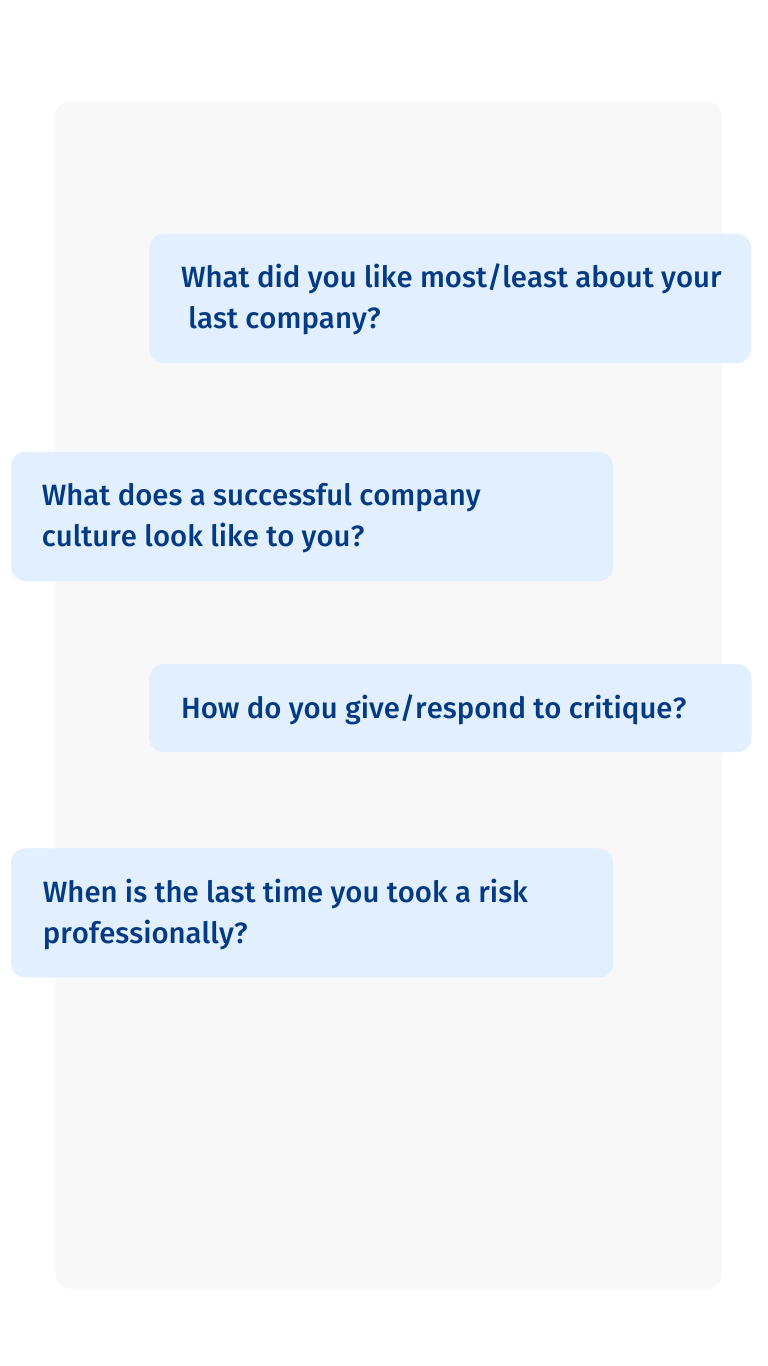 What did you like most/least about your
last company?
What does a successful company
culture look like to you?
How do you give/respond to critique?
When is the last time you took a risk
professionally?